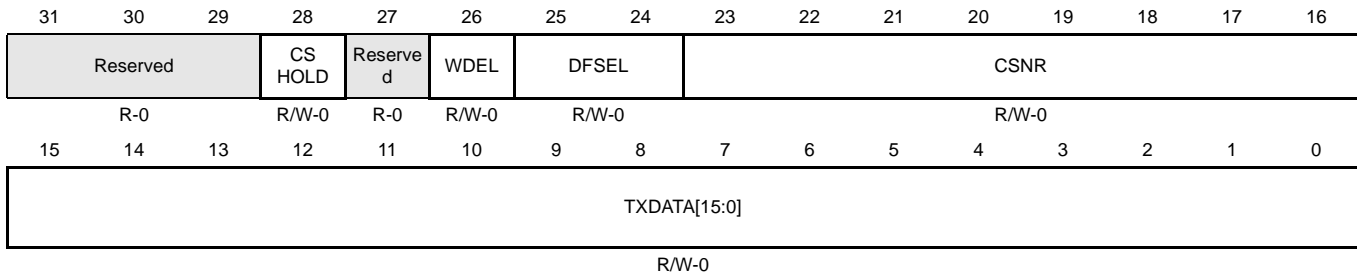 31 30 29 28 27 26 25 24 23 22 21 20 19 18 17 16
Reserved CS HOLD Reserve d WDEL DFSEL CSNR
R-0 R/W-0 R-0 R/W-0 R/W-0 R/W-0
15 14 13 12 11 10 9 8 7 6 5 4 3 2 1 0
TXDATA[15:0]
R/W-0